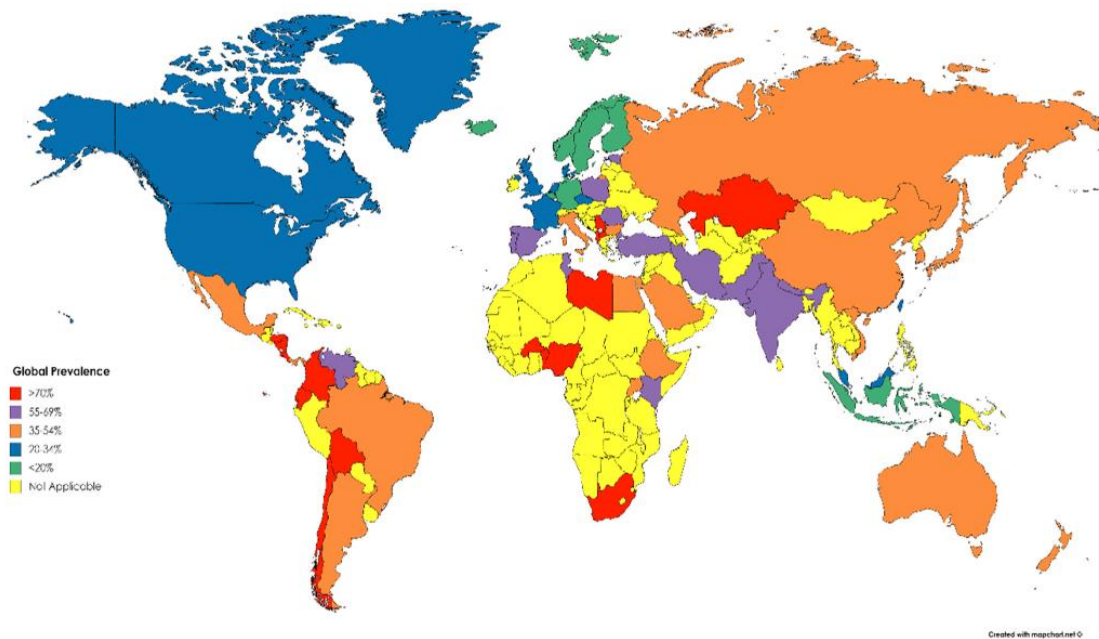 Global Prevalence
>70%
55-69%
35-54%
20-34%
<20%
Not Applicable
Created with mapchart.net ©